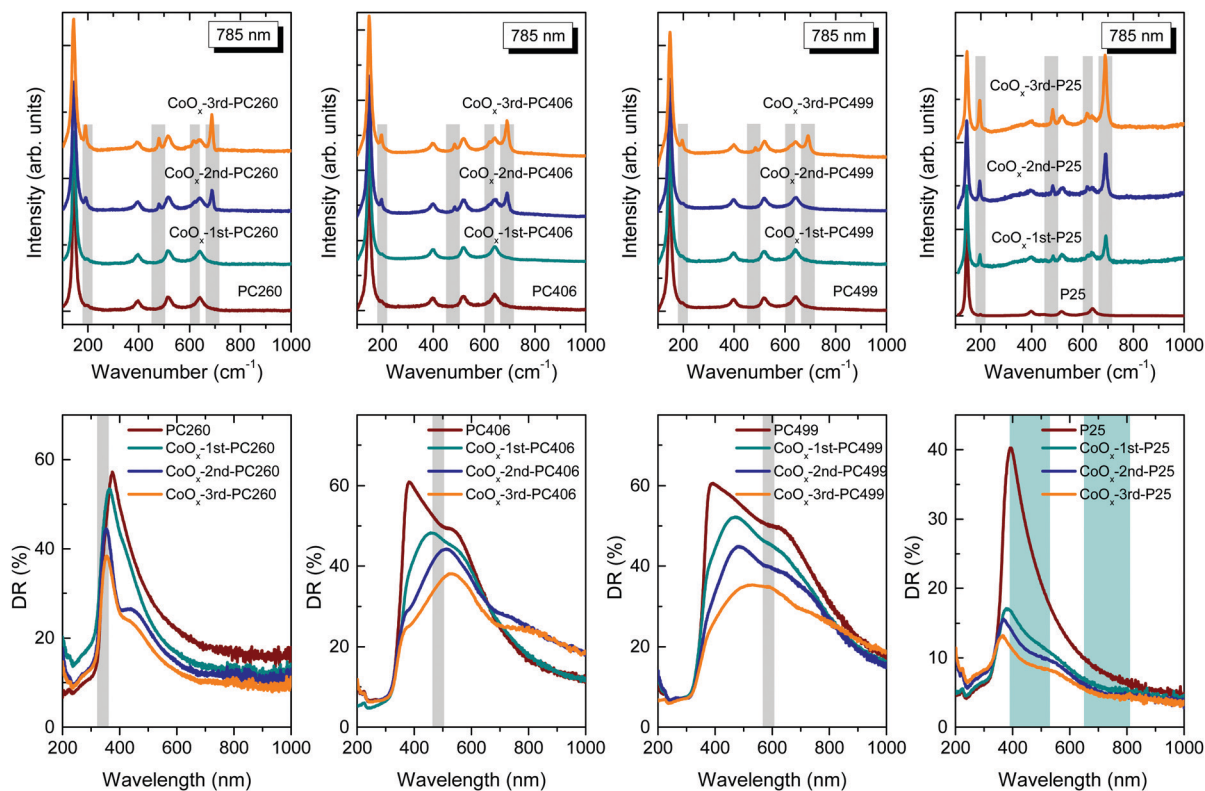 785 nm
CoOₓ-3rd-PC260
CoOₓ-2nd-PC260
CoOₓ-1st-PC260
PC260
Intensity (arb. units)
200 400 600 800 1000
Wavenumber (cm⁻¹)
785 nm
CoOₓ-3rd-PC406
CoOₓ-2nd-PC406
CoOₓ-1st-PC406
PC406
Intensity (arb. units)
200 400 600 800 1000
Wavenumber (cm⁻¹)
785 nm
CoOₓ-3rd-PC499
CoOₓ-2nd-PC499
CoOₓ-1st-PC499
PC499
Intensity (arb. units)
200 400 600 800 1000
Wavenumber (cm⁻¹)
785 nm
CoOₓ-3rd-P25
CoOₓ-2nd-P25
CoOₓ-1st-P25
P25
Intensity (arb. units)
200 400 600 800 1000
Wavenumber (cm⁻¹)
PC260
CoOₓ-1st-PC260
CoOₓ-2nd-PC260
CoOₓ-3rd-PC260
DR (%)
60
40
20
0
200 400 600 800 1000
Wavelength (nm)
PC406
CoOₓ-1st-PC406
CoOₓ-2nd-PC406
CoOₓ-3rd-PC406
DR (%)
60
40
20
0
200 400 600 800 1000
Wavelength (nm)
PC499
CoOₓ-1st-PC499
CoOₓ-2nd-PC499
CoOₓ-3rd-PC499
DR (%)
60
40
20
0
200 400 600 800 1000
Wavelength (nm)
P25
CoOₓ-1st-P25
CoOₓ-2nd-P25
CoOₓ-3rd-P25
DR (%)
40
30
20
10
0
200 400 600 800 1000
Wavelength (nm)